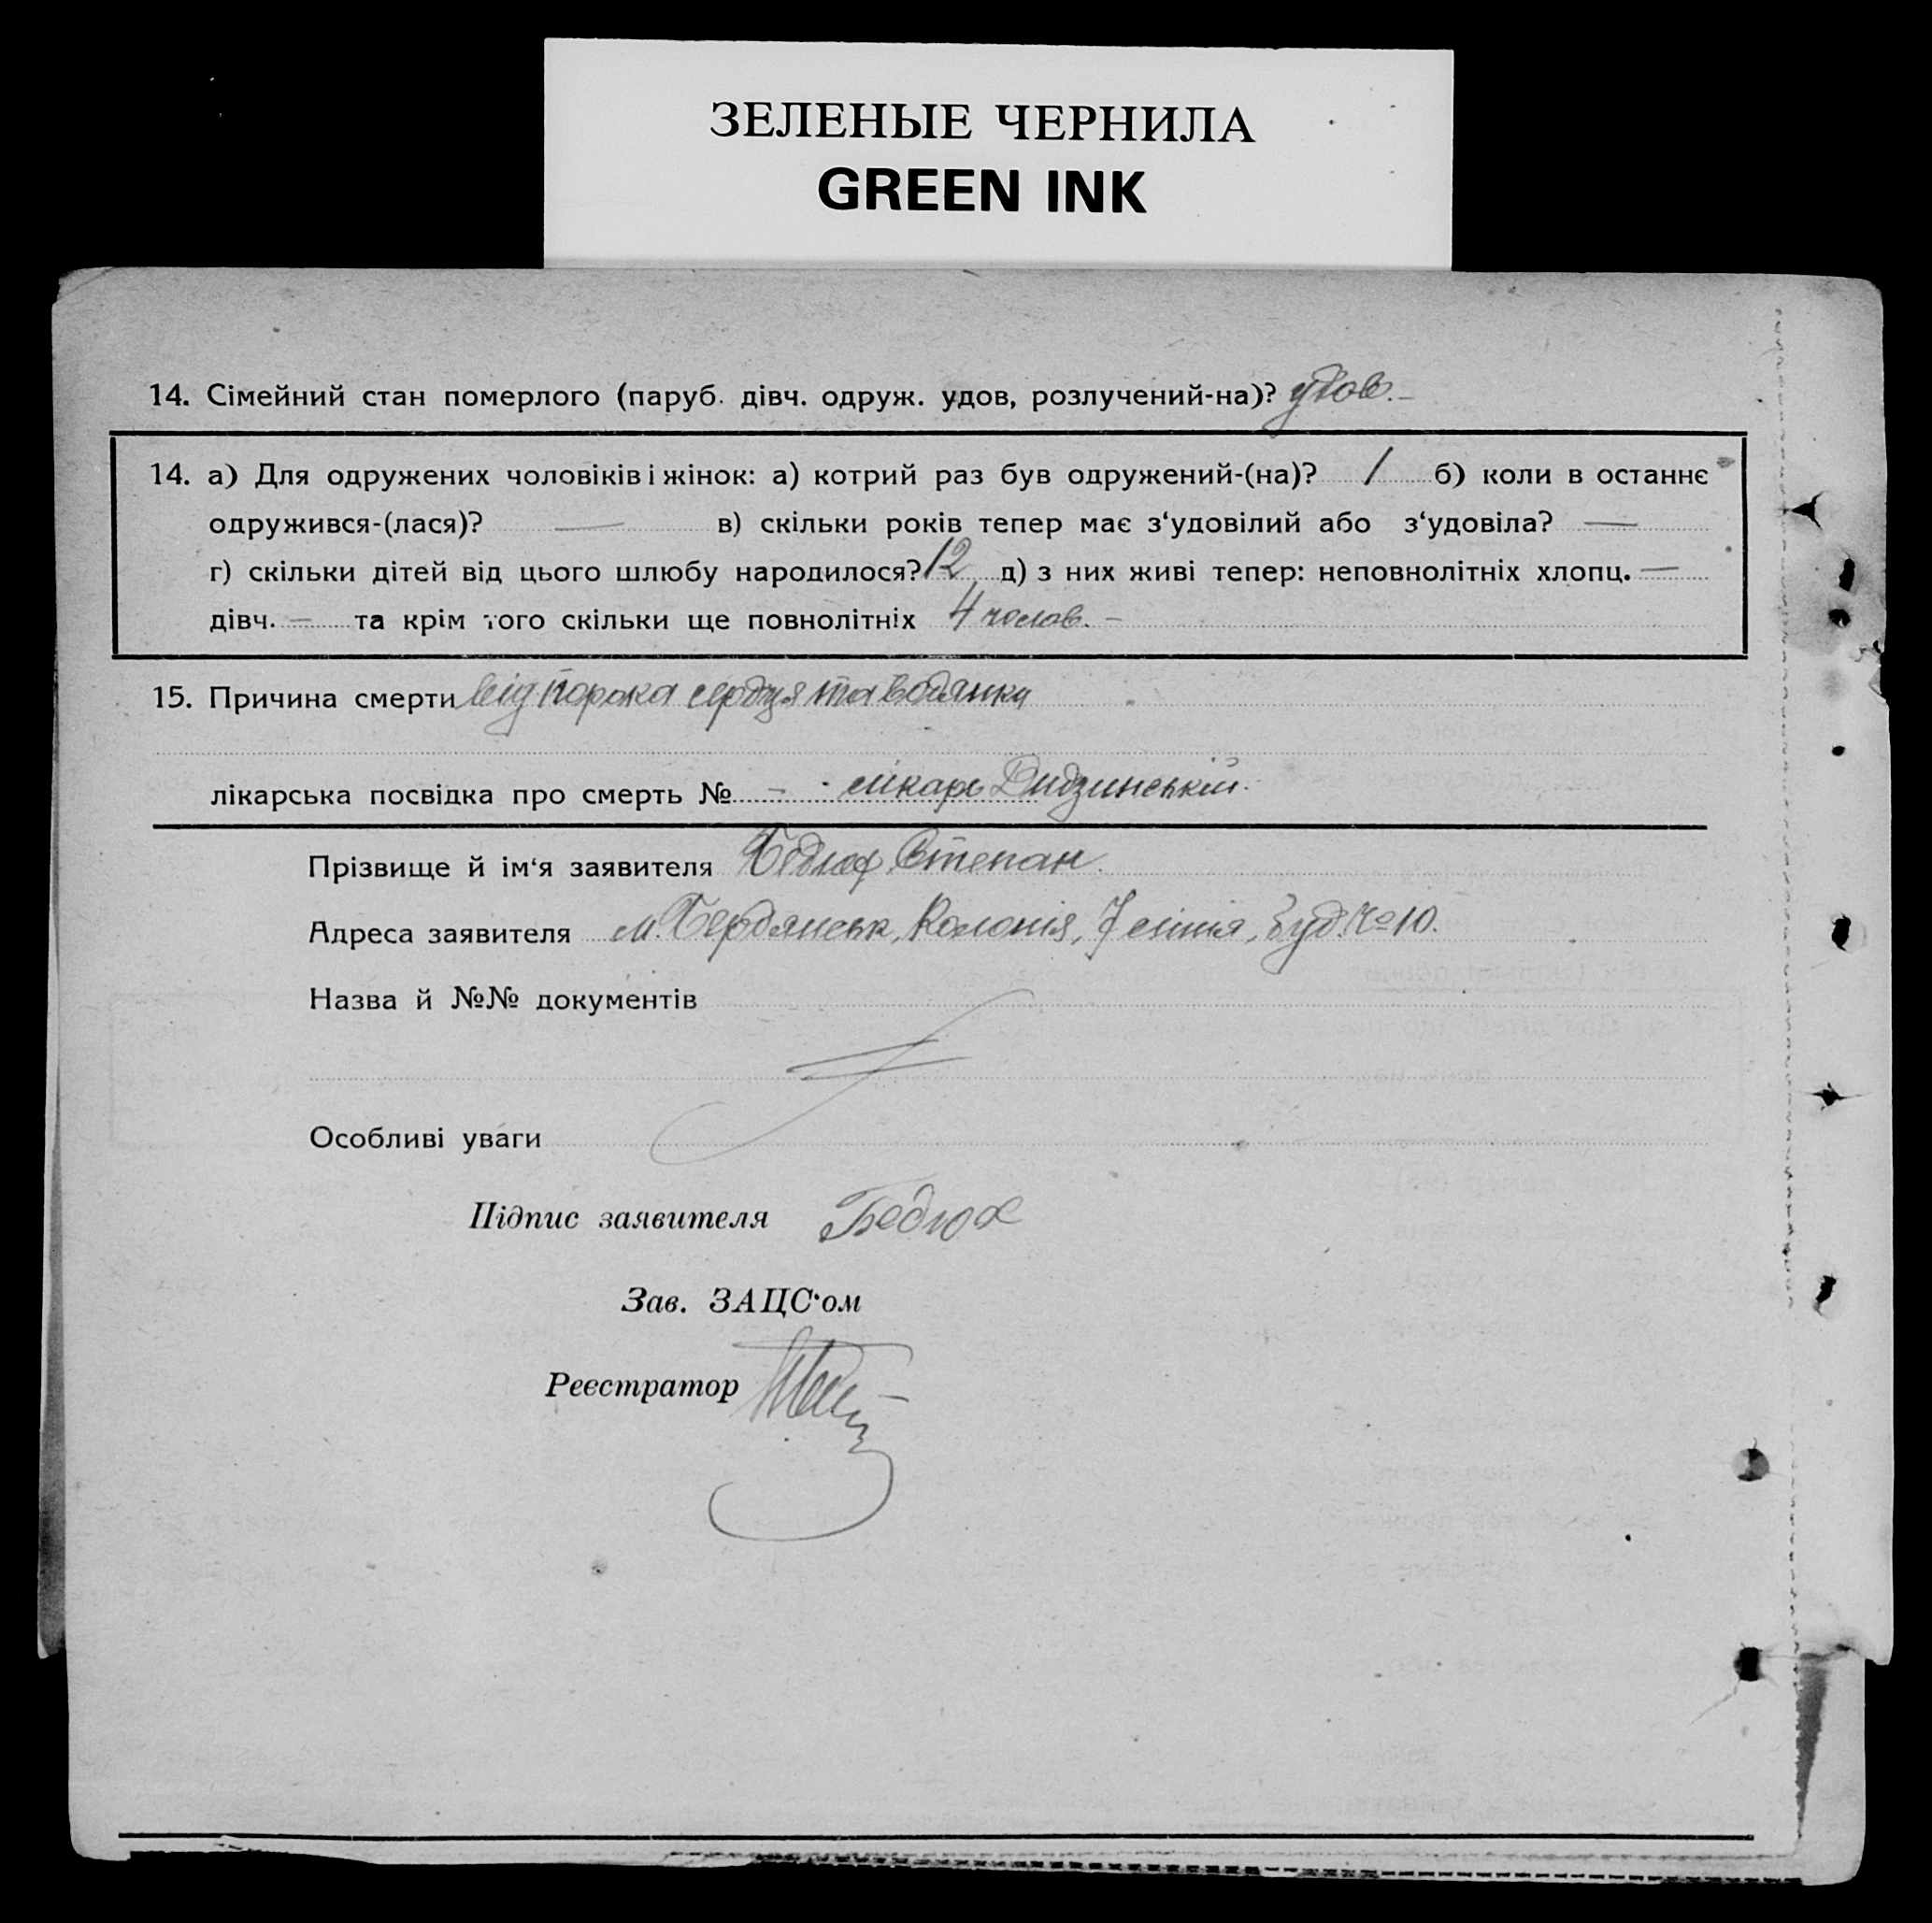 ЗЕЛЕНЫЕ ЧЕРНИЛА
GREEN INK
14. Сімейний стан померлого (паруб. дівч. одруж. удов, розлучений-на)? удов. –
14. а) Для одружених чоловіків і жінок: а) котрий раз був одружений-(на)? 1 б) коли в останнє
одружився-(лася)? — в) скільки років тепер має з‘удовілий або з‘удовіла? —
г) скільки дітей від цього шлюбу народилося? 12 д) з них живі тепер: неповнолітніх хлопц. —
дівч. — та крім того скільки ще повнолітніх 4 челов. –
15. Причина смерти від порока сердця та водянки
лікарська посвідка про смерть № – лікарь Дидзинській.
Прізвище й ім‘я заявителя Степан.
Адреса заявителя м. Бердянськ, Колонія, 7 лінія, буд. № 10.
Назва й №№ документів
Особливі уваги
Підпис заявителя Бедлох
Зав. ЗАЦС‘ом
Реєстратор